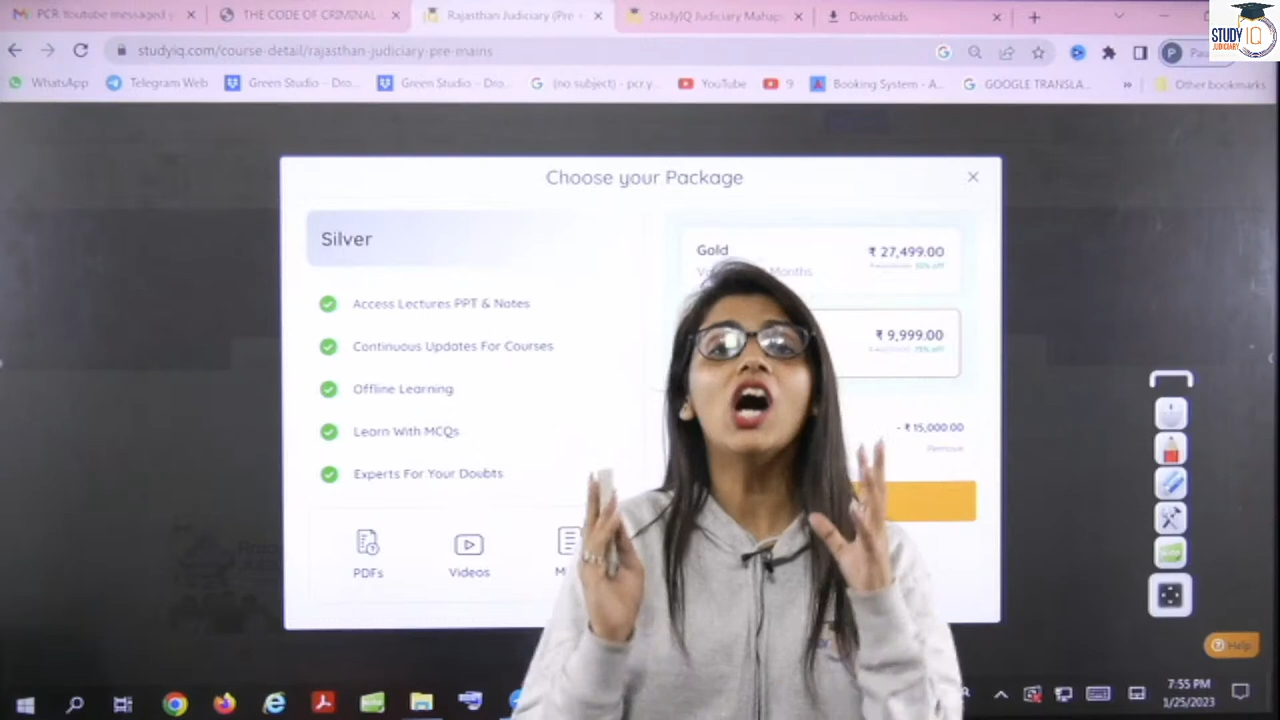 PCR Youtube messaged
THE CODE OF CRIMINAL
Rajasthan Judiciary (Pre +
StudyIQ Judiciary Mahap
Downloads
STUDY IQ
JUDICIARY
studyiq.com/course-detail/rajasthan-judiciary-pre-mains
P
WhatsApp
Telegram Web
Green Studio – Dro...
Green Studio – Dro...
(no subject) - pcr.y...
YouTube
9
Booking System - A...
GOOGLE TRANSLA...
»
Other bookmarks
Choose your Package
Silver
Access Lectures PPT & Notes
Continuous Updates For Courses
Offline Learning
Learn With MCQs
Experts For Your Doubts
PDFs
Videos
Gold
₹ 27,499.00
Months
₹ 9,999.00
- ₹ 15,000.00
Remove
Help
7:55 PM
1/25/2023